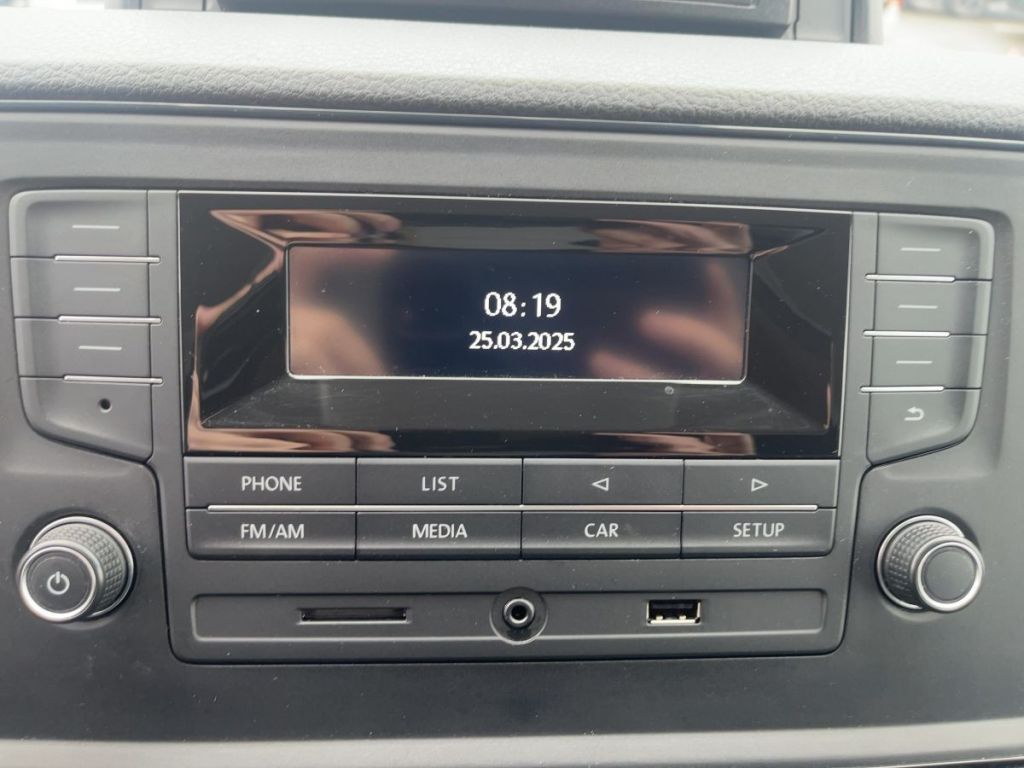 08:19
25.03.2025
PHONE LIST
FM/AM MEDIA CAR SETUP